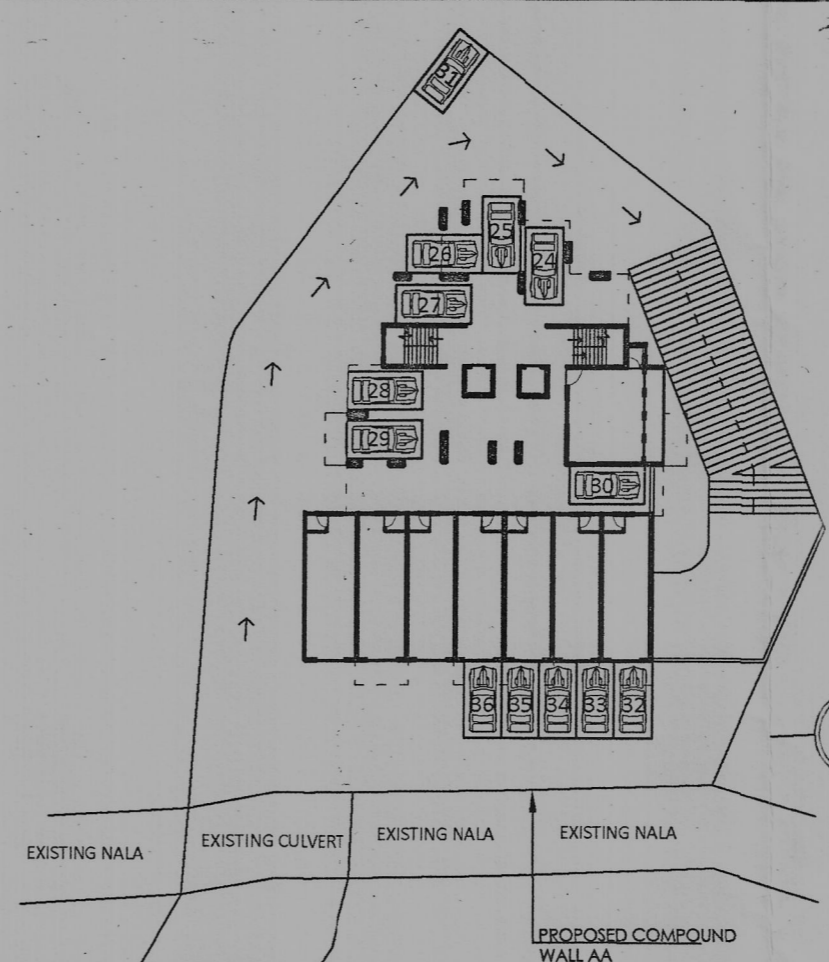 31
25
26
24
27
28
29
30
36 35 34 33 32
EXISTING NALA
EXISTING CULVERT
EXISTING NALA
EXISTING NALA
PROPOSED COMPOUND
WALL AA